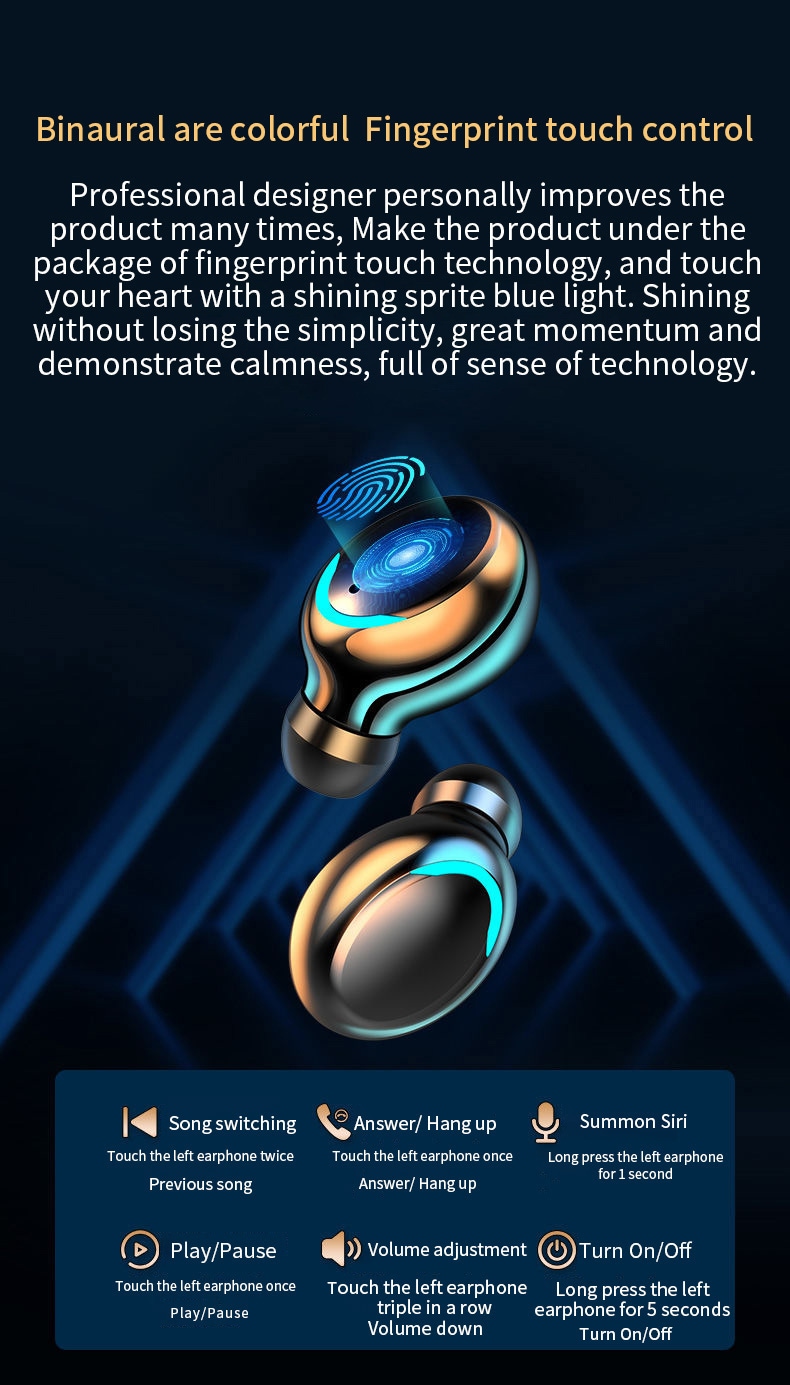 Binaural are colorful Fingerprint touch control
Professional designer personally improves the
product many times, Make the product under the
package of fingerprint touch technology, and touch
your heart with a shining sprite blue light. Shining
without losing the simplicity, great momentum and
demonstrate calmness, full of sense of technology.
Song switching
Touch the left earphone twice
Previous song
Answer/ Hang up
Touch the left earphone once
Answer/ Hang up
Summon Siri
Long press the left earphone
for 1 second
Play/Pause
Touch the left earphone once
Play/Pause
Volume adjustment
Touch the left earphone
triple in a row
Volume down
Turn On/Off
Long press the left
earphone for 5 seconds
Turn On/Off